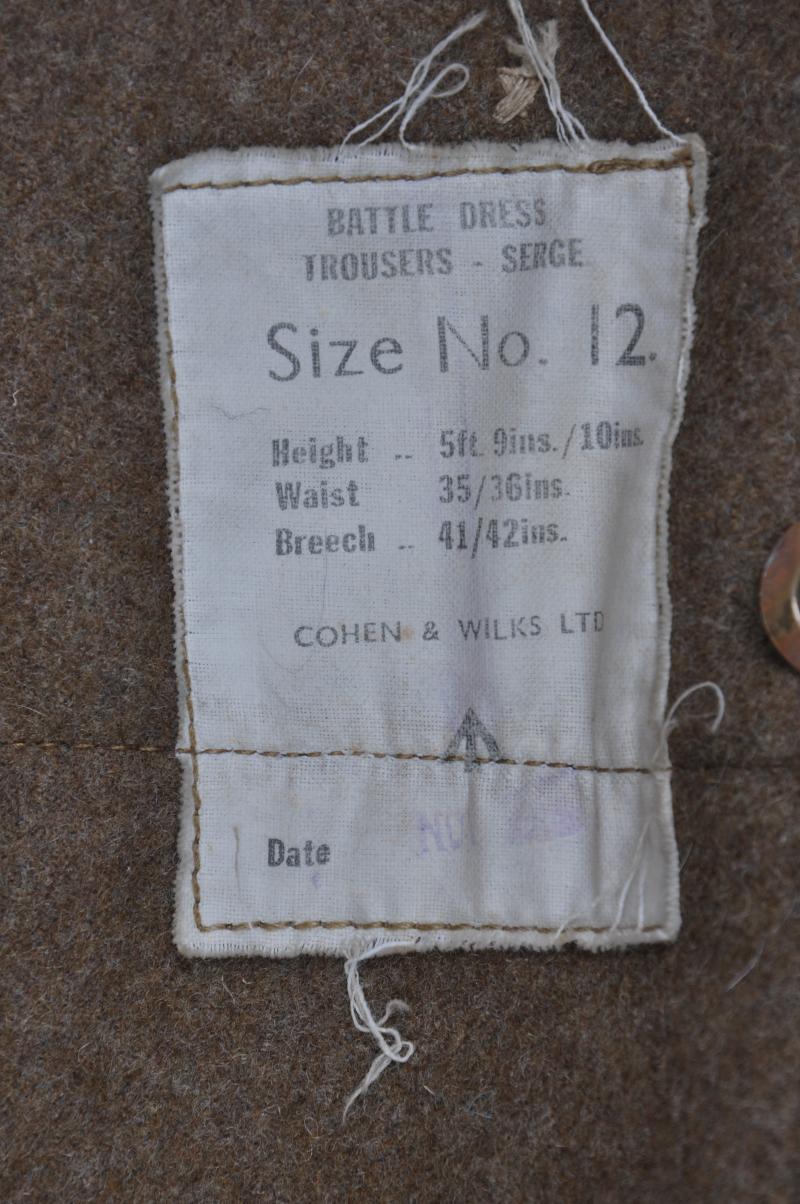 BATTLE DRESS
TROUSERS - SERGE
Size No. 12.
Height .. 5ft. 9ins./10ins.
Waist 35/36ins.
Breech .. 41/42ins.
COHEN & WILKS LTD
Date